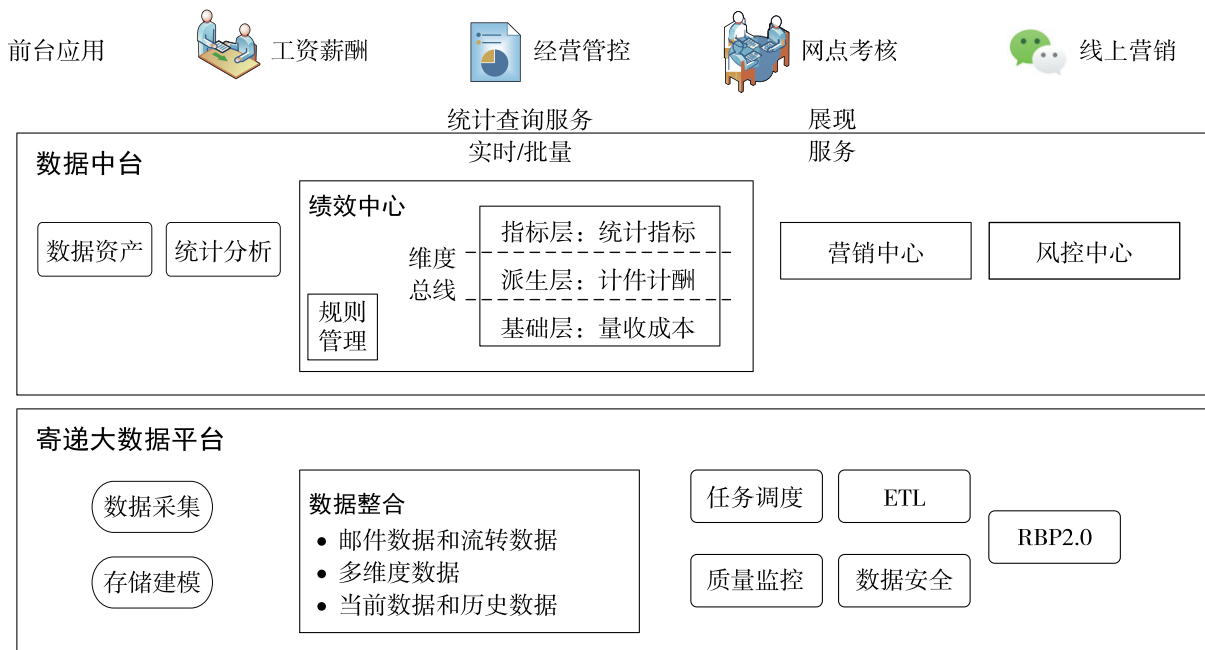 前台应用
工资薪酬
经营管控
网点考核
线上营销
统计查询服务
实时/批量
展现
服务
数据中台
数据资产
统计分析
绩效中心
规则
管理
维度
总线
指标层：统计指标
派生层：计件计酬
基础层：量收成本
营销中心
风控中心
寄递大数据平台
数据采集
存储建模
数据整合
• 邮件数据和流转数据
• 多维度数据
• 当前数据和历史数据
任务调度
ETL
质量监控
数据安全
RBP2.0